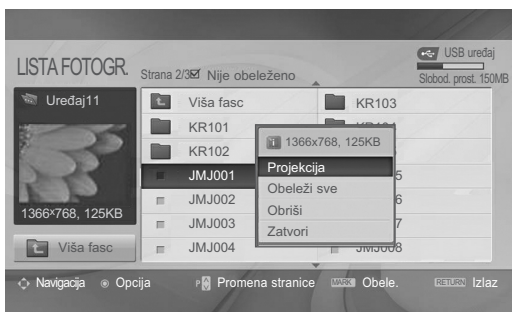 USB uređaj
LISTA FOTOGR.
Strana 2/3
Nije obeleženo
Slobod. prost. 150MB
Uređaj11
1366x768, 125KB
Viša fasc
Viša fasc
KR101
KR102
JMJ001
JMJ002
JMJ003
JMJ004
KR103
JMJ008
1366x768, 125KB
Projekcija
Obeleži sve
Obriši
Zatvori
Navigacija
Opcija
P
Promena stranice
MARK
Obele.
RETURN
Izlaz